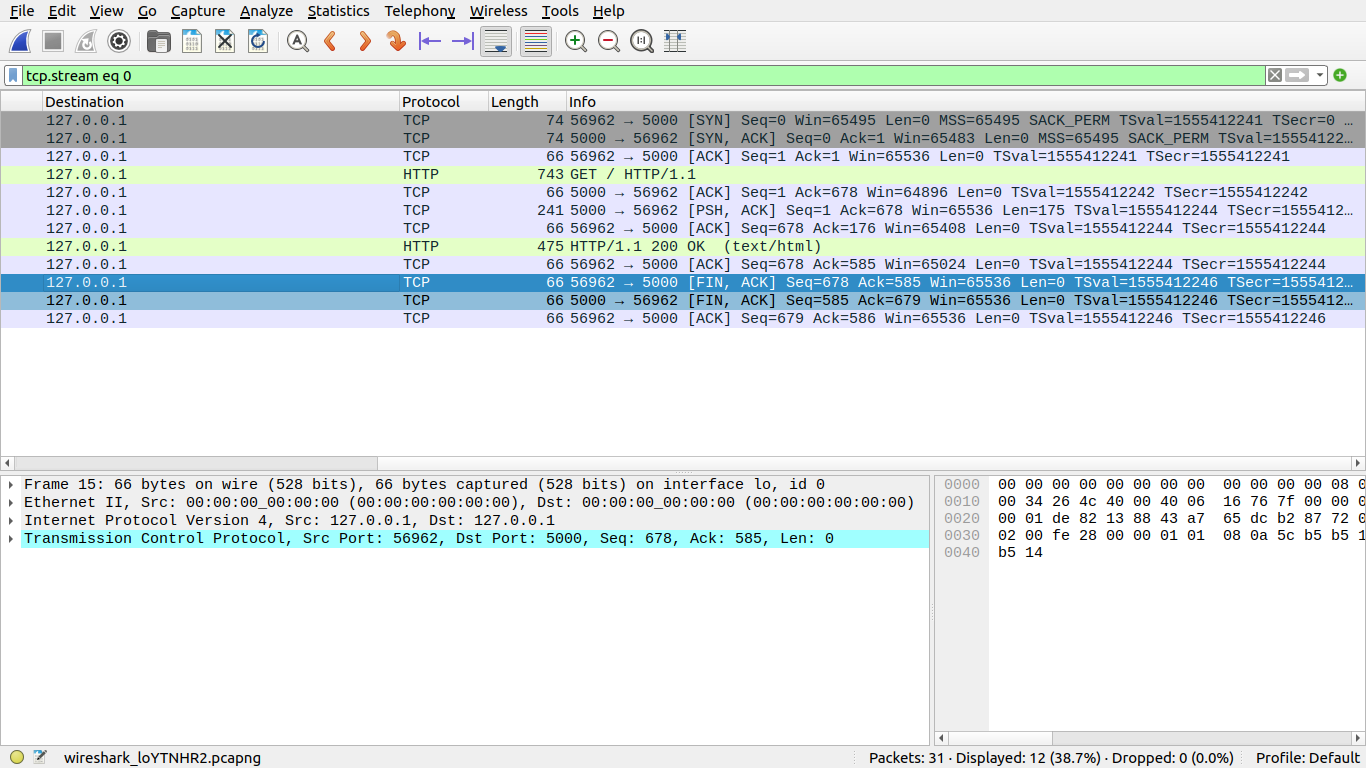 File Edit View Go Capture Analyze Statistics Telephony Wireless Tools Help
tcp.stream eq 0
Destination Protocol Length Info
127.0.0.1 TCP 74 56962 → 5000 [SYN] Seq=0 Win=65495 Len=0 MSS=65495 SACK_PERM TSval=1555412241 TSecr=0 …
127.0.0.1 TCP 74 5000 → 56962 [SYN, ACK] Seq=0 Ack=1 Win=65483 Len=0 MSS=65495 SACK_PERM TSval=15554122…
127.0.0.1 TCP 66 56962 → 5000 [ACK] Seq=1 Ack=1 Win=65536 Len=0 TSval=1555412241 TSecr=1555412241
127.0.0.1 HTTP 743 GET / HTTP/1.1
127.0.0.1 TCP 66 5000 → 56962 [ACK] Seq=1 Ack=678 Win=64896 Len=0 TSval=1555412242 TSecr=1555412242
127.0.0.1 TCP 241 5000 → 56962 [PSH, ACK] Seq=1 Ack=678 Win=65536 Len=175 TSval=1555412244 TSecr=1555412…
127.0.0.1 TCP 66 56962 → 5000 [ACK] Seq=678 Ack=176 Win=65408 Len=0 TSval=1555412244 TSecr=1555412244
127.0.0.1 HTTP 475 HTTP/1.1 200 OK (text/html)
127.0.0.1 TCP 66 56962 → 5000 [ACK] Seq=678 Ack=585 Win=65024 Len=0 TSval=1555412244 TSecr=1555412244
127.0.0.1 TCP 66 56962 → 5000 [FIN, ACK] Seq=678 Ack=585 Win=65536 Len=0 TSval=1555412246 TSecr=1555412…
127.0.0.1 TCP 66 5000 → 56962 [FIN, ACK] Seq=585 Ack=679 Win=65536 Len=0 TSval=1555412246 TSecr=1555412…
127.0.0.1 TCP 66 56962 → 5000 [ACK] Seq=679 Ack=586 Win=65536 Len=0 TSval=1555412246 TSecr=1555412246
Frame 15: 66 bytes on wire (528 bits), 66 bytes captured (528 bits) on interface lo, id 0
Ethernet II, Src: 00:00:00_00:00:00 (00:00:00:00:00:00), Dst: 00:00:00_00:00:00 (00:00:00:00:00:00)
Internet Protocol Version 4, Src: 127.0.0.1, Dst: 127.0.0.1
Transmission Control Protocol, Src Port: 56962, Dst Port: 5000, Seq: 678, Ack: 585, Len: 0
0000 00 00 00 00 00 00 00 00 00 00 00 00 08 0
0010 00 34 26 4c 40 00 40 06 16 76 7f 00 00 0
0020 00 01 de 82 13 88 43 a7 65 dc b2 87 72 0
0030 02 00 fe 28 00 00 01 01 08 0a 5c b5 b5 1
0040 b5 14
wireshark_loYTNHR2.pcapng Packets: 31 · Displayed: 12 (38.7%) · Dropped: 0 (0.0%) Profile: Default